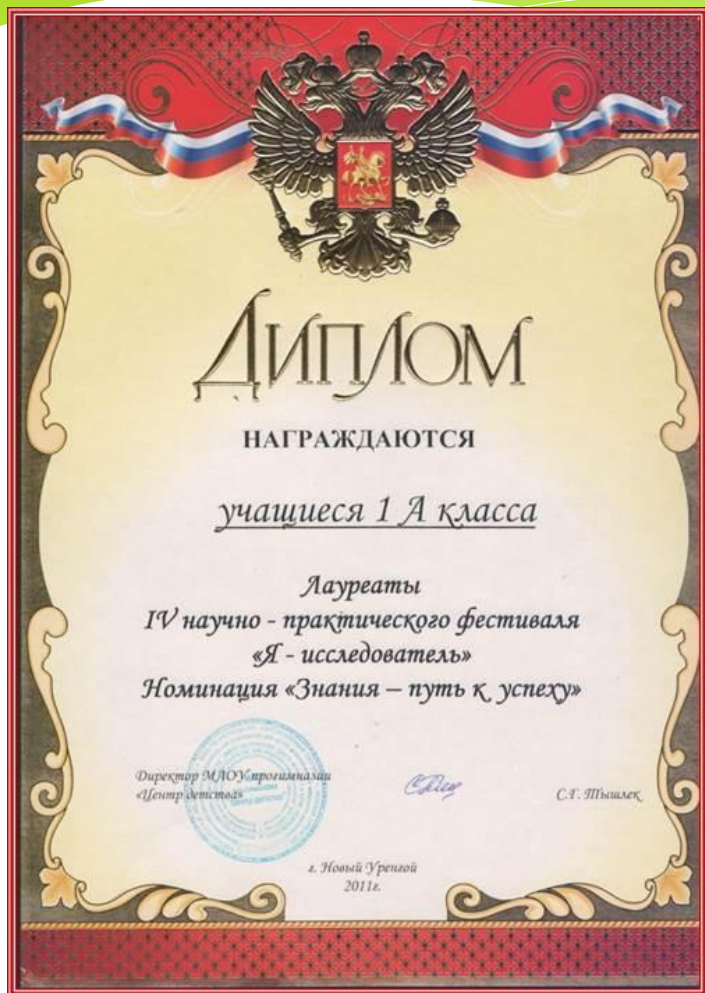 ДИПЛОМ
НАГРАЖДАЮТСЯ
учащиеся 1 А класса
Лауреаты
IV научно - практического фестиваля
«Я - исследователь»
Номинация «Знания – путь к успеху»
Директор МАОУ прогимназии
«Центр детства»
С.Г. Тышлек
г. Новый Уренгой
2011г.